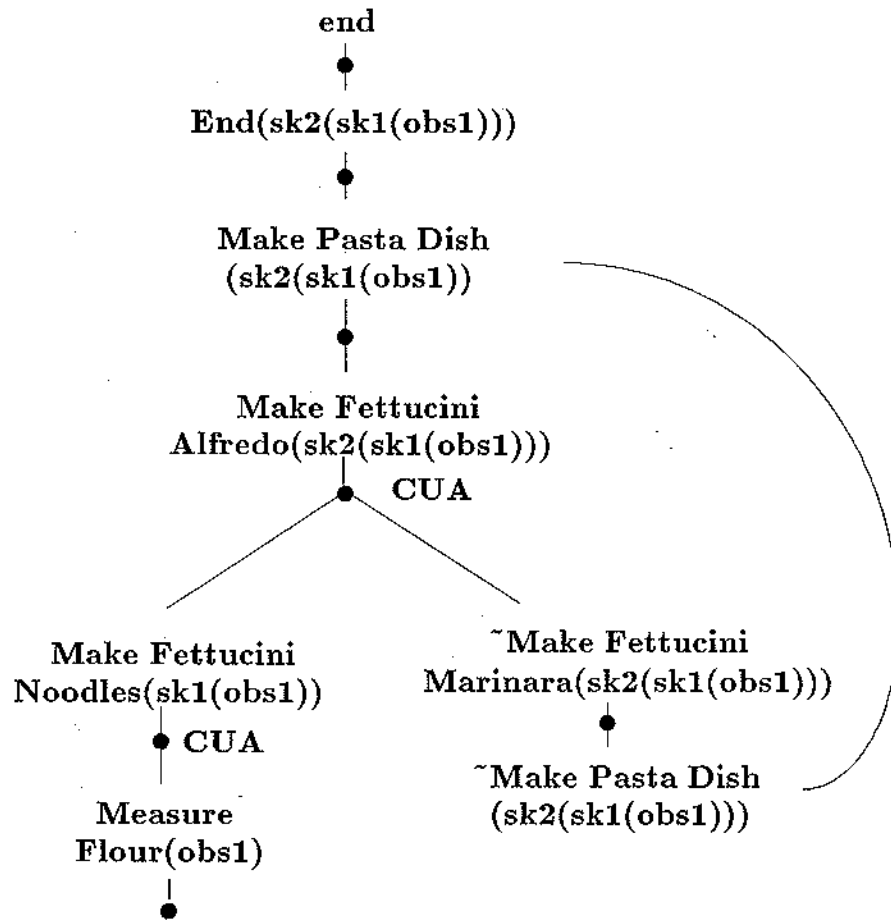 end
End(sk2(sk1(obs1)))
Make Pasta Dish
(sk2(sk1(obs1))
Make Fettucini
Alfredo(sk2(sk1(obs1)))
CUA
Make Fettucini
Noodles(sk1(obs1))
CUA
Measure
Flour(obs1)
~Make Fettucini
Marinara(sk2(sk1(obs1)))
~Make Pasta Dish
(sk2(sk1(obs1)))